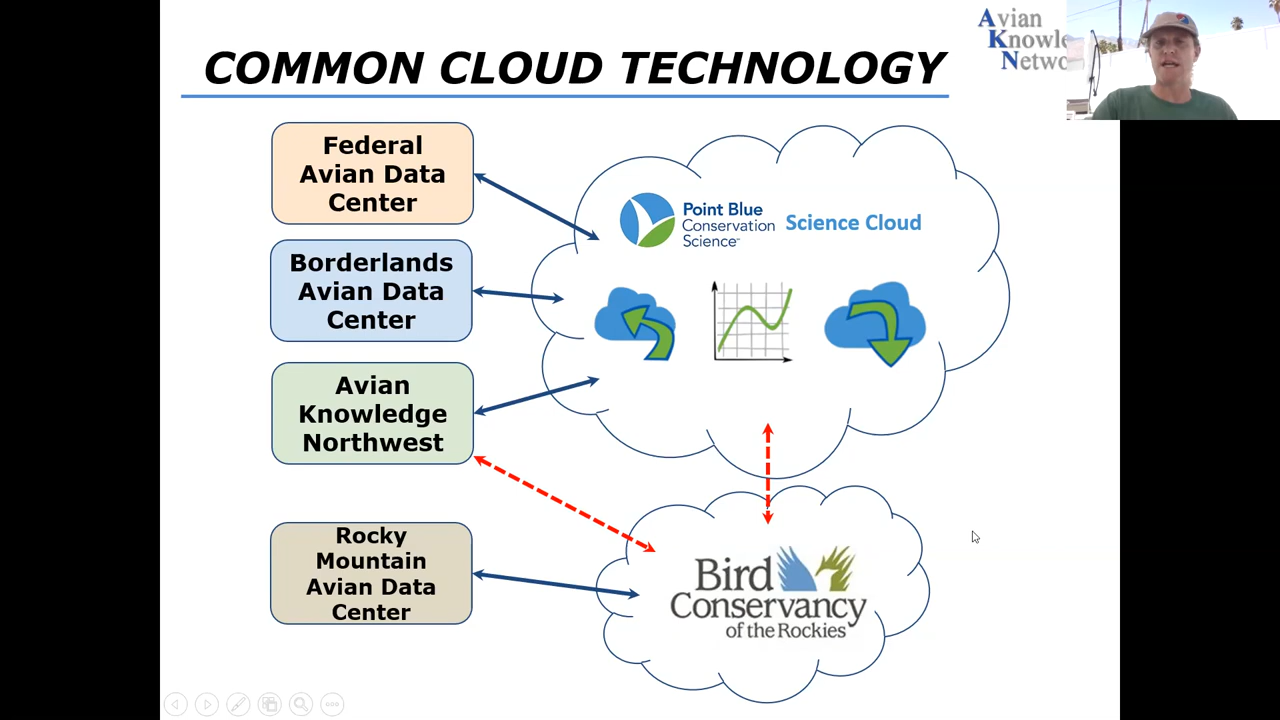 COMMON CLOUD TECHNOLOGY
Avian
Knowle
Netwo
Federal
Avian Data
Center
Borderlands
Avian Data
Center
Avian
Knowledge
Northwest
Rocky
Mountain
Avian Data
Center
Point Blue
Conservation
Science
Science Cloud
Bird
Conservancy
of the Rockies